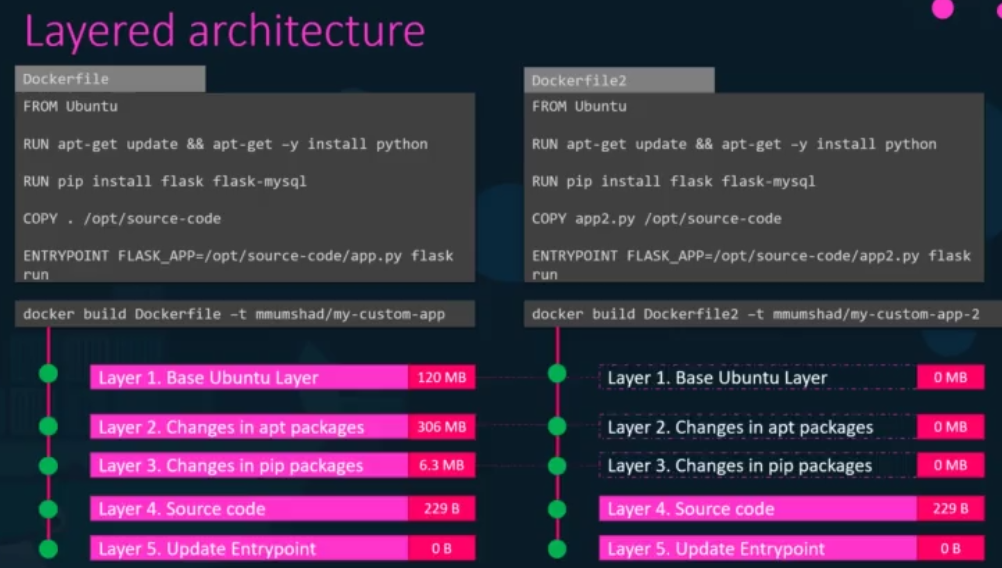 Layered architecture
Dockerfile
FROM Ubuntu
RUN apt-get update && apt-get –y install python
RUN pip install flask flask-mysql
COPY . /opt/source-code
ENTRYPOINT FLASK_APP=/opt/source-code/app.py flask
run
docker build Dockerfile –t mmumshad/my-custom-app
Layer 1. Base Ubuntu Layer 120 MB
Layer 2. Changes in apt packages 306 MB
Layer 3. Changes in pip packages 6.3 MB
Layer 4. Source code 229 B
Layer 5. Update Entrypoint 0 B
Dockerfile2
FROM Ubuntu
RUN apt-get update && apt-get –y install python
RUN pip install flask flask-mysql
COPY app2.py /opt/source-code
ENTRYPOINT FLASK_APP=/opt/source-code/app2.py flask
run
docker build Dockerfile2 –t mmumshad/my-custom-app-2
Layer 1. Base Ubuntu Layer 0 MB
Layer 2. Changes in apt packages 0 MB
Layer 3. Changes in pip packages 0 MB
Layer 4. Source code 229 B
Layer 5. Update Entrypoint 0 B